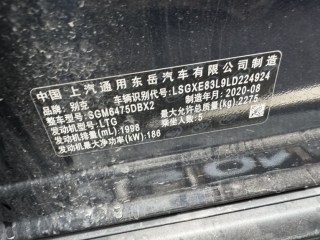 中国 上汽通用东岳汽车有限公司制造
品牌: 别克 车辆识别代号: LSGXE83L9LD224924
整车型号: SGM6475DBX2 制造年月: 2020-08
发动机型号: LTG 最大允许总质量(kg): 2275
发动机排量(mL): 1998 乘坐人数: 5
发动机最大净功率(kW): 186